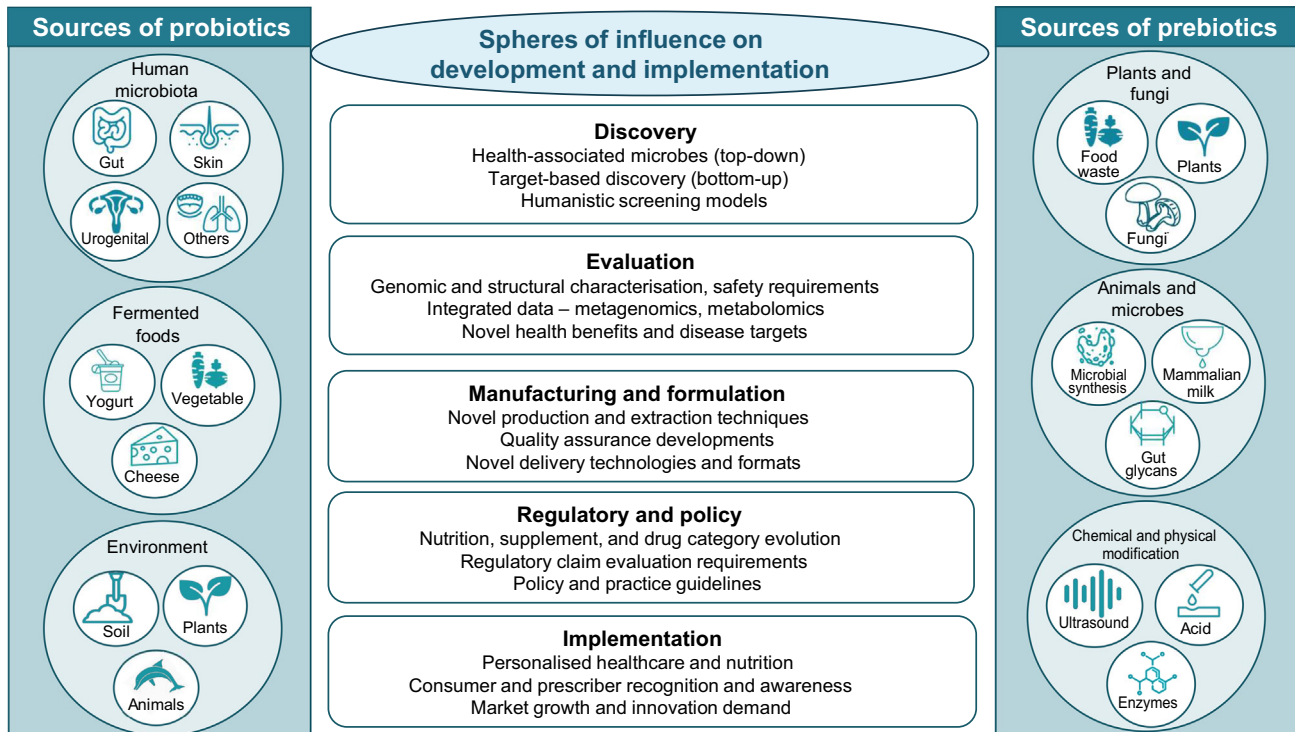 Sources of probiotics
Human
microbiota
Gut
Skin
Urogenital
Others
Fermented
foods
Yogurt
Vegetable
Cheese
Environment
Soil
Plants
Animals
Spheres of influence on
development and implementation
Discovery
Health-associated microbes (top-down)
Target-based discovery (bottom-up)
Humanistic screening models
Evaluation
Genomic and structural characterisation, safety requirements
Integrated data – metagenomics, metabolomics
Novel health benefits and disease targets
Manufacturing and formulation
Novel production and extraction techniques
Quality assurance developments
Novel delivery technologies and formats
Regulatory and policy
Nutrition, supplement, and drug category evolution
Regulatory claim evaluation requirements
Policy and practice guidelines
Implementation
Personalised healthcare and nutrition
Consumer and prescriber recognition and awareness
Market growth and innovation demand
Sources of prebiotics
Plants and
fungi
Food
waste
Plants
Fungi
Animals and
microbes
Microbial
synthesis
Mammalian
milk
Gut
glycans
Chemical and physical
modification
Ultrasound
Acid
Enzymes